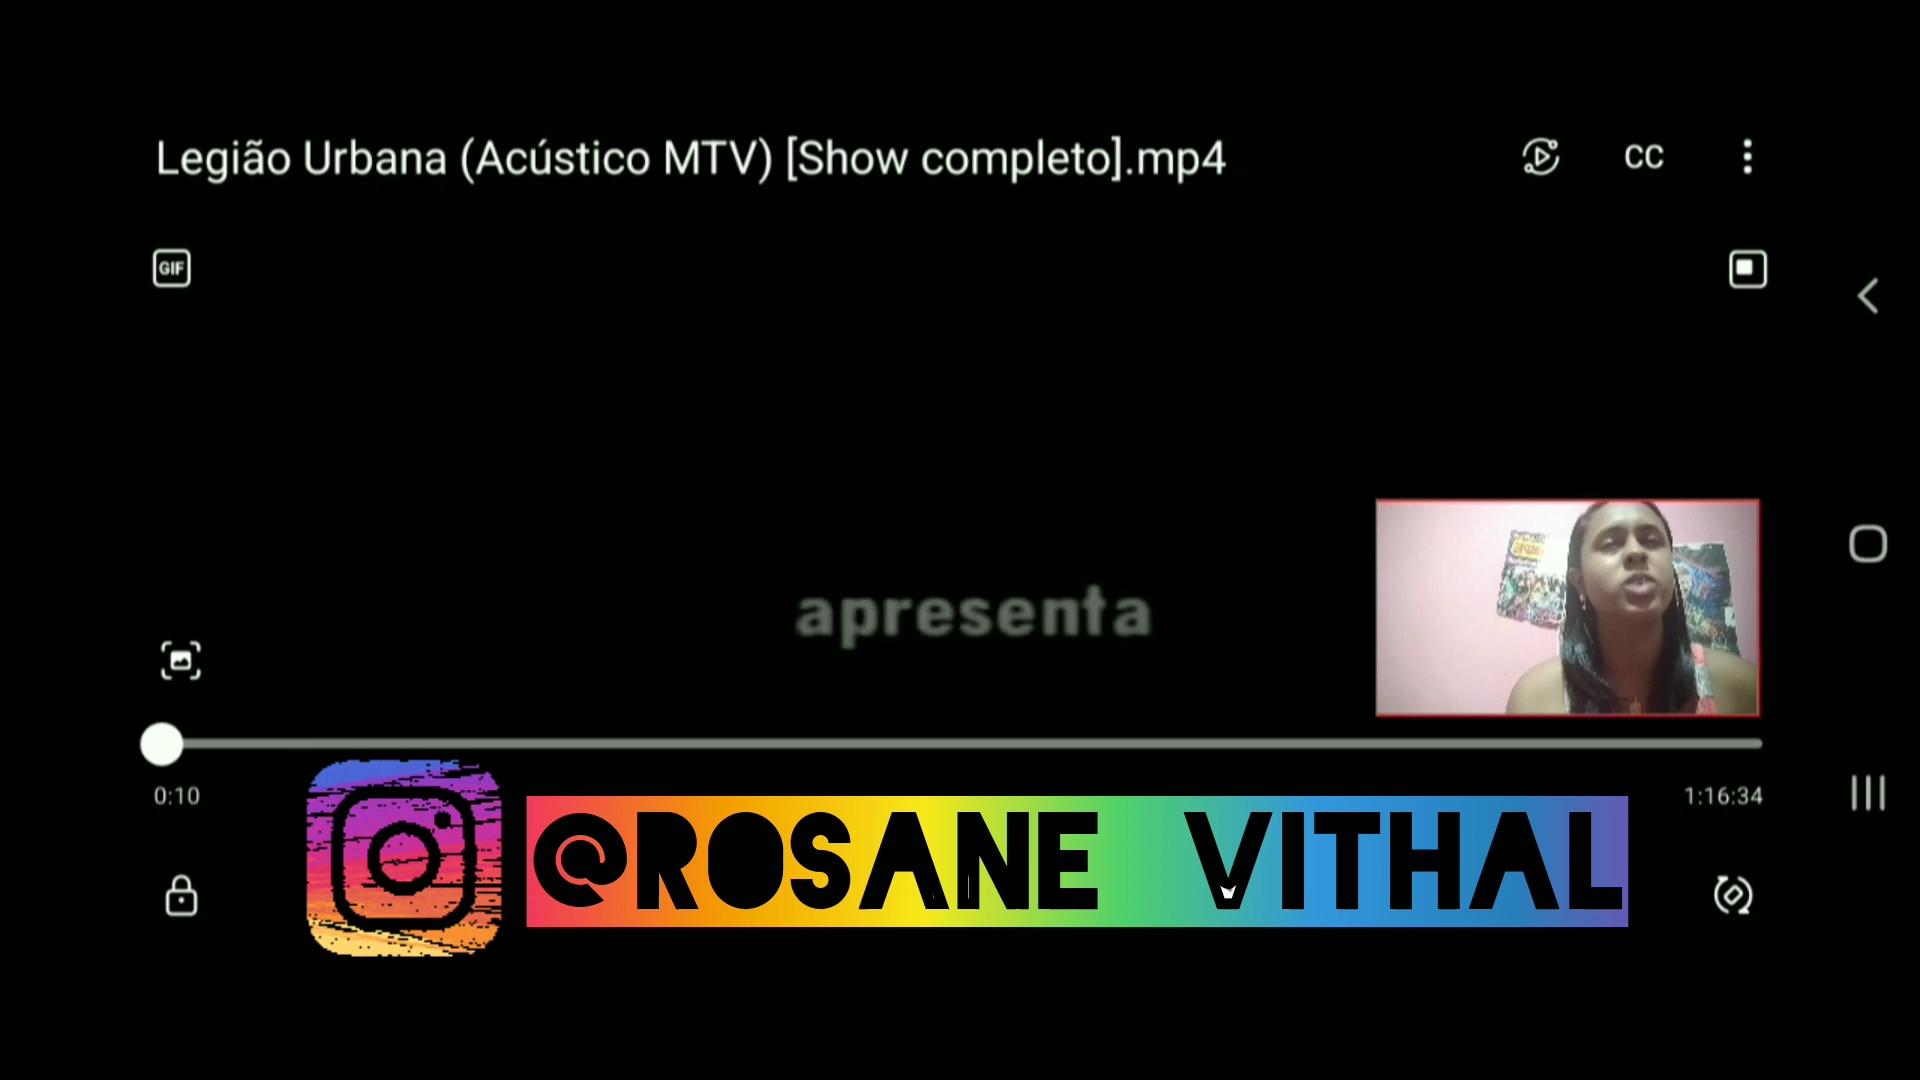 Legião Urbana (Acústico MTV) [Show completo].mp4
CC
GIF
apresenta
0:10
1:16:34
@ROSANE VITHAL